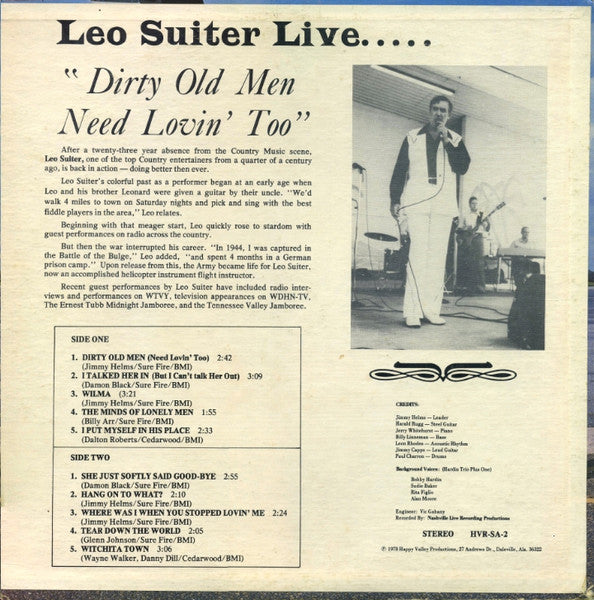 Leo Suiter Live.....
"Dirty Old Men
Need Lovin' Too"
After a twenty-three year absence from the Country Music scene,
Leo Suiter, one of the top Country entertainers from a quarter of a century
ago, is back in action — doing better then ever.
Leo Suiter's colorful past as a performer began at an early age when
Leo and his brother Leonard were given a guitar by their uncle. "We'd
walk 4 miles to town on Saturday nights and pick and sing with the best
fiddle players in the area," Leo relates.
Beginning with that meager start, Leo quickly rose to stardom with
guest performances on radio across the country.
But then the war interrupted his career. "In 1944, I was captured in
the Battle of the Bulge," Leo added, "and spent 4 months in a German
prison camp." Upon release from this, the Army became life for Leo Suiter,
now an accomplished helicopter instrument flight instructor.
Recent guest performances by Leo Suiter have included radio inter-
views and performances on WTVY, television appearances on WDHN-TV,
The Ernest Tubb Midnight Jamboree, and the Tennessee Valley Jamboree.
SIDE ONE
1. DIRTY OLD MEN (Need Lovin' Too) 2:42
(Jimmy Helms/Sure Fire/BMI)
2. I TALKED HER IN (But I Can't talk Her Out) 3:09
(Damon Black/Sure Fire/BMI)
3. WILMA (3:21
(Jimmy Helms/Sure Fire/BMI)
4. THE MINDS OF LONELY MEN 1:55
(Billy Arr/Sure Fire/BMI)
5. I PUT MYSELF IN HIS PLACE 2:33
(Dalton Roberts/Cedarwood/BMI)
SIDE TWO
1. SHE JUST SOFTLY SAID GOOD-BYE 2:55
(Damon Black/Sure Fire/BMI)
2. HANG ON TO WHAT? 2:10
(Jimmy Helms/Sure Fire/BMI)
3. WHERE WAS I WHEN YOU STOPPED LOVIN' ME 2:24
(Jimmy Helms/Sure Fire/BMI)
4. TEAR DOWN THE WORLD 2:05
(Glenn Johnson/Sure Fire/BMI)
5. WITCHITA TOWN 3:06
(Wayne Walker, Danny Dill/Cedarwood/BMI)
CREDITS:
Jimmy Helms — Leader
Harald Rugg — Steel Guitar
Jerry Whitehurst — Piano
Billy Linneman — Bass
Leon Rhodes — Acoustic Rhythm
Jimmy Capps — Lead Guitar
Paul Charron — Drums
Background Voices: (Hardin Trio Plus One)
Bobby Hardin
Sudie Baker
Rita Figlio
Alan Moore
Engineer: Vic Gabany
Recorded By: Nashville Live Recording Productions
STEREO HVR-SA-2
℗ 1978 Happy Valley Productions, 27 Andrews Dr., Daleville, Ala. 36322